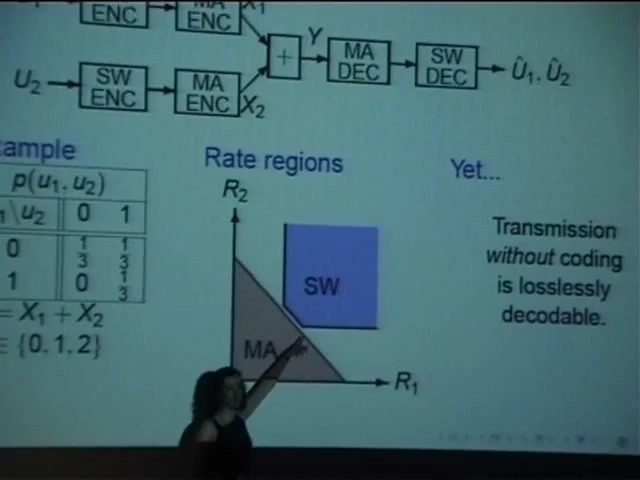 ENC
ENC
X₁
U₂
SW
ENC
MA
ENC
X₂
+
Y
MA
DEC
SW
DEC
Û₁, Û₂
Rate regions
Yet...
p(u₁, u₂)
\u₂ 0 1
0 1/3 1/3
1 0 1/3
= X₁ + X₂
{0, 1, 2}
R₂
SW
MA
R₁
Transmission
without coding
is losslessly
decodable.